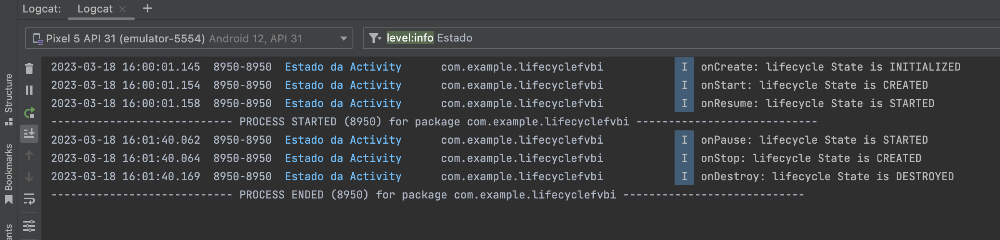 Logcat: Logcat
Pixel 5 API 31 (emulator-5554) Android 12, API 31
level:info Estado
2023-03-18 16:00:01.145 8950-8950 Estado da Activity com.example.lifecyclefvbi I onCreate: lifecycle State is INITIALIZED
2023-03-18 16:00:01.154 8950-8950 Estado da Activity com.example.lifecyclefvbi I onStart: lifecycle State is CREATED
2023-03-18 16:00:01.158 8950-8950 Estado da Activity com.example.lifecyclefvbi I onResume: lifecycle State is STARTED
---------------------------- PROCESS STARTED (8950) for package com.example.lifecyclefvbi ----------------------------
2023-03-18 16:01:40.062 8950-8950 Estado da Activity com.example.lifecyclefvbi I onPause: lifecycle State is STARTED
2023-03-18 16:01:40.064 8950-8950 Estado da Activity com.example.lifecyclefvbi I onStop: lifecycle State is CREATED
2023-03-18 16:01:40.169 8950-8950 Estado da Activity com.example.lifecyclefvbi I onDestroy: lifecycle State is DESTROYED
---------------------------- PROCESS ENDED (8950) for package com.example.lifecyclefvbi ----------------------------
Structure
Bookmarks